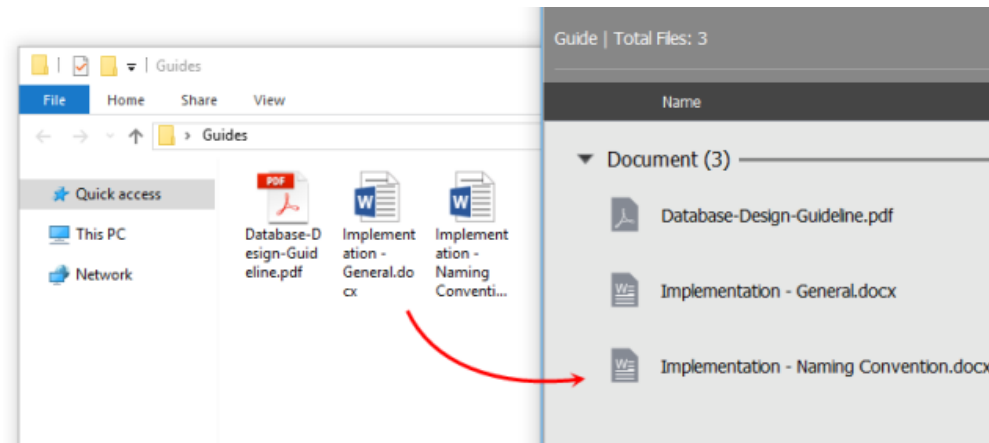 Guides
File Home Share View
Guides
Quick access
This PC
Network
PDF
Database-D
esign-Guid
eline.pdf
W
Implement
ation -
General.do
cx
W
Implement
ation -
Naming
Conventi...
Guide | Total Files: 3
Name
Document (3)
Database-Design-Guideline.pdf
W
Implementation - General.docx
W
Implementation - Naming Convention.docx